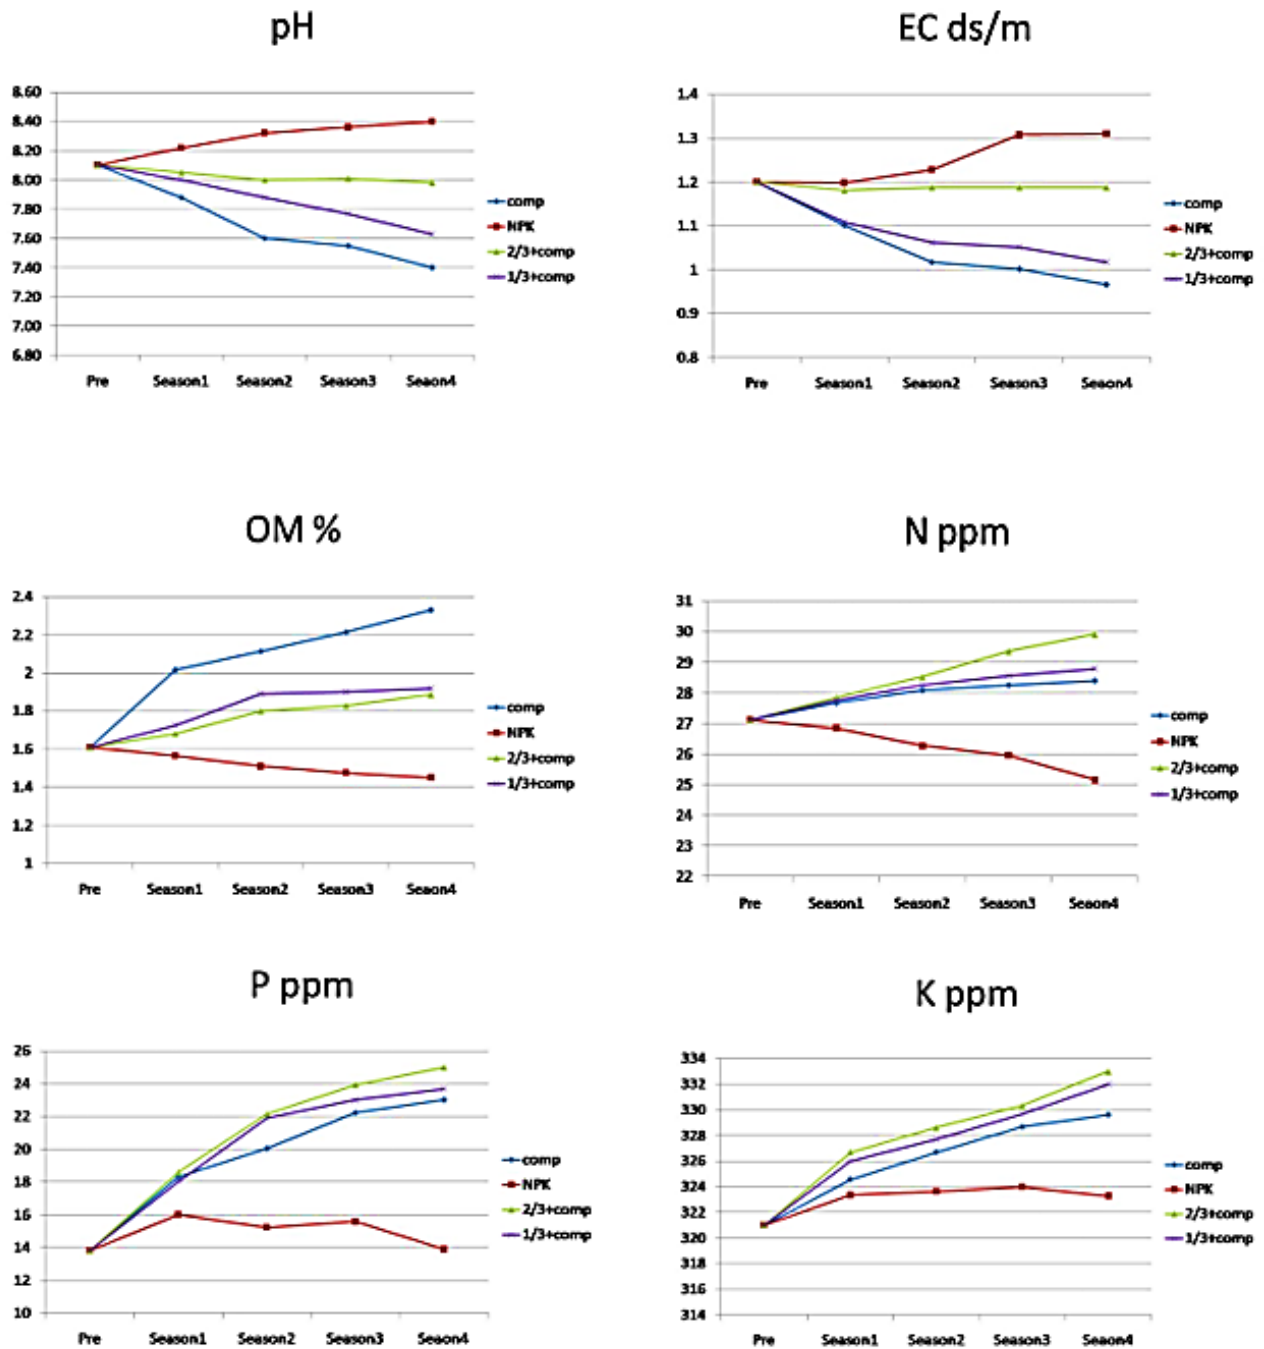 pH
8.60
8.40
8.20
8.00
7.80
7.60
7.40
7.20
7.00
6.80
Pre Season1 Season2 Season3 Seaon4
comp
NPK
2/3+comp
1/3+comp
EC ds/m
1.4
1.3
1.2
1.1
1
0.9
0.8
Pre Season1 Season2 Season3 Seaon4
comp
NPK
2/3+comp
1/3+comp
OM %
2.4
2.2
2
1.8
1.6
1.4
1.2
1
Pre Season1 Season2 Season3 Seaon4
comp
NPK
2/3+comp
1/3+comp
N ppm
31
30
29
28
27
26
25
24
23
22
Pre Season1 Season2 Season3 Seaon4
comp
NPK
2/3+comp
1/3+comp
P ppm
26
24
22
20
18
16
14
12
10
Pre Season1 Season2 Season3 Seaon4
comp
NPK
2/3+comp
1/3+comp
K ppm
334
332
330
328
326
324
322
320
318
316
314
Pre Season1 Season2 Season3 Seaon4
comp
NPK
2/3+comp
1/3+comp